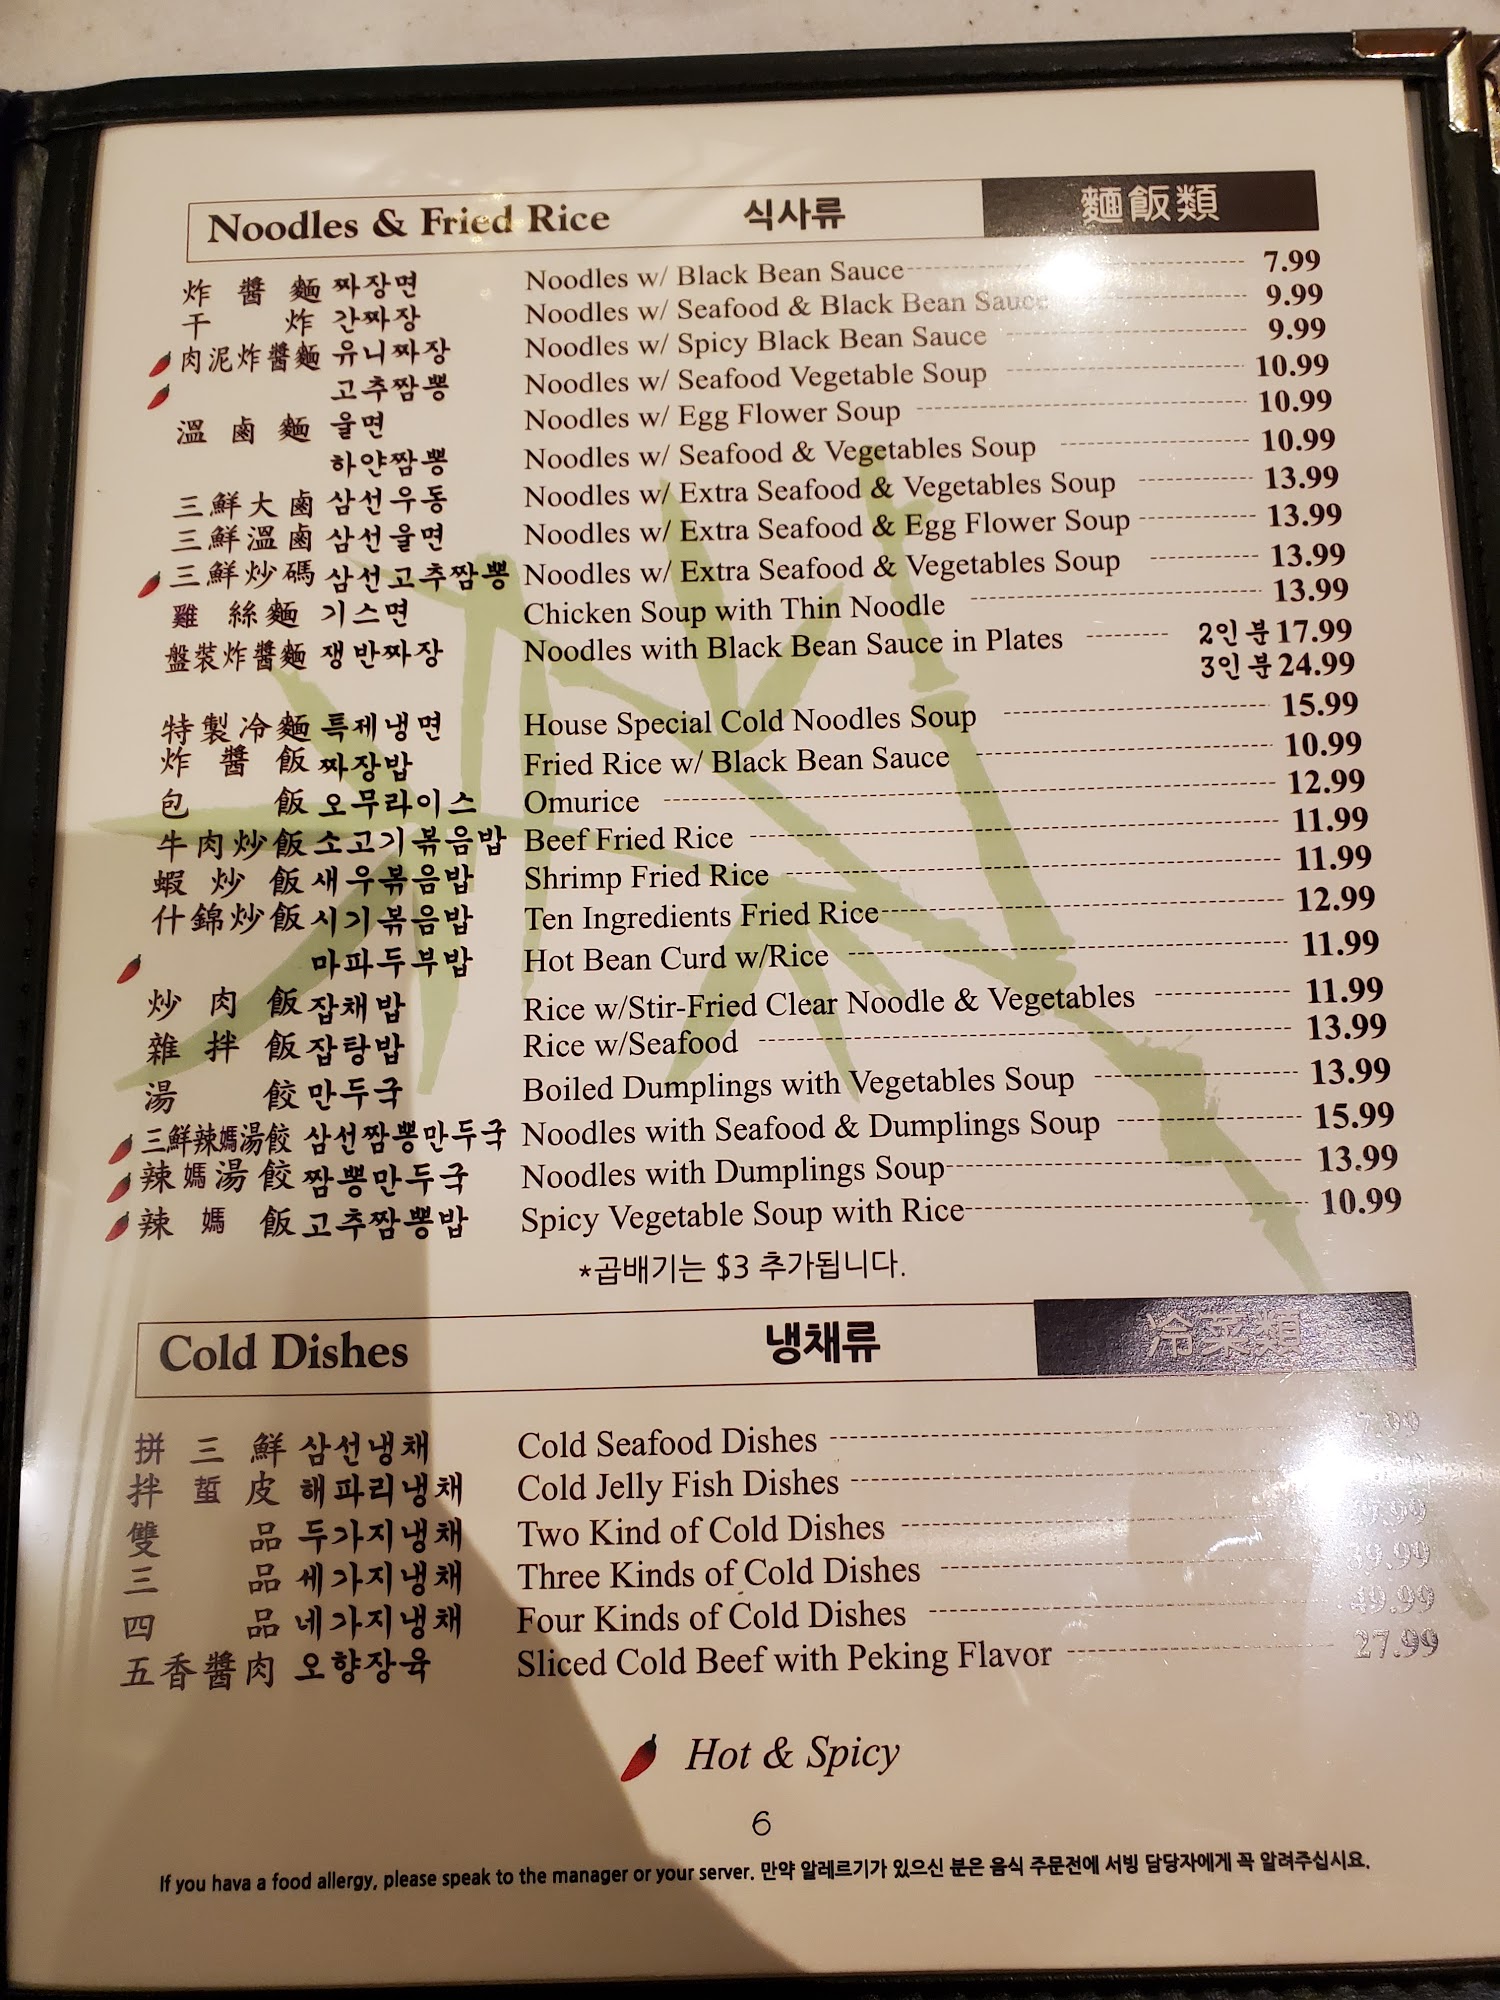 Noodles & Fried Rice 식사류 麵飯類
炸醬麵 짜장면 Noodles w/ Black Bean Sauce 7.99
干炸 간짜장 Noodles w/ Seafood & Black Bean Sauce 9.99
肉泥炸醬麵 유니짜장 Noodles w/ Spicy Black Bean Sauce 9.99
고추짬뽕 Noodles w/ Seafood Vegetable Soup 10.99
溫鹵麵 울면 Noodles w/ Egg Flower Soup 10.99
하얀짬뽕 Noodles w/ Seafood & Vegetables Soup 10.99
三鮮大鹵 삼선우동 Noodles w/ Extra Seafood & Vegetables Soup 13.99
三鮮溫鹵 삼선울면 Noodles w/ Extra Seafood & Egg Flower Soup 13.99
三鮮炒碼 삼선고추짬뽕 Noodles w/ Extra Seafood & Vegetables Soup 13.99
雞絲麵 기스면 Chicken Soup with Thin Noodle 13.99
盤裝炸醬麵 쟁반짜장 Noodles with Black Bean Sauce in Plates 2인분 17.99
3인분 24.99
特製冷麵 특제냉면 House Special Cold Noodles Soup 15.99
炸醬飯 짜장밥 Fried Rice w/ Black Bean Sauce 10.99
包飯 오무라이스 Omurice 12.99
牛肉炒飯 소고기볶음밥 Beef Fried Rice 11.99
蝦炒飯 새우볶음밥 Shrimp Fried Rice 11.99
什錦炒飯 시기볶음밥 Ten Ingredients Fried Rice 12.99
마파두부밥 Hot Bean Curd w/Rice 11.99
炒肉飯 잡채밥 Rice w/Stir-Fried Clear Noodle & Vegetables 11.99
雜拌飯 잡탕밥 Rice w/Seafood 13.99
湯餃 만두국 Boiled Dumplings with Vegetables Soup 13.99
三鮮辣媽湯餃 삼선짬뽕만두국 Noodles with Seafood & Dumplings Soup 15.99
辣媽湯餃 짬뽕만두국 Noodles with Dumplings Soup 13.99
辣媽飯 고추짬뽕밥 Spicy Vegetable Soup with Rice 10.99
*곱배기는 $3 추가됩니다.
Cold Dishes 냉채류 冷菜類
拼三鮮 삼선냉채 Cold Seafood Dishes
拌蜇皮 해파리냉채 Cold Jelly Fish Dishes
雙品 두가지냉채 Two Kind of Cold Dishes
三品 세가지냉채 Three Kinds of Cold Dishes 39.99
四品 네가지냉채 Four Kinds of Cold Dishes 49.99
五香醬肉 오향장육 Sliced Cold Beef with Peking Flavor 27.99
Hot & Spicy
6
If you hava a food allergy, please speak to the manager or your server. 만약 알레르기가 있으신 분은 음식 주문전에 서빙 담당자에게 꼭 알려주십시요.